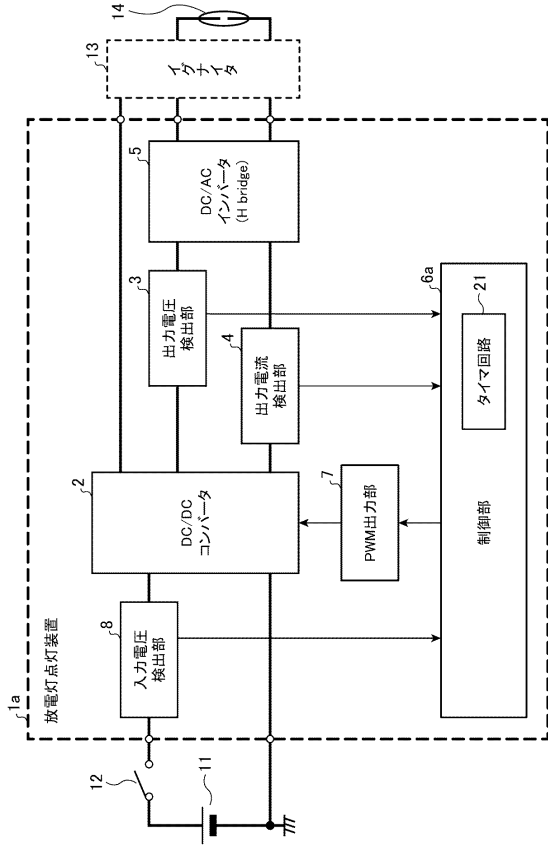 1a
放電灯点灯装置
12
11
8
入力電圧
検出部
2
DC/DC
コンバータ
3
出力電圧
検出部
4
出力電流
検出部
5
DC/AC
インバータ
(H bridge)
13
イグナイタ
14
7
PWM出力部
6a
制御部
21
タイマ回路